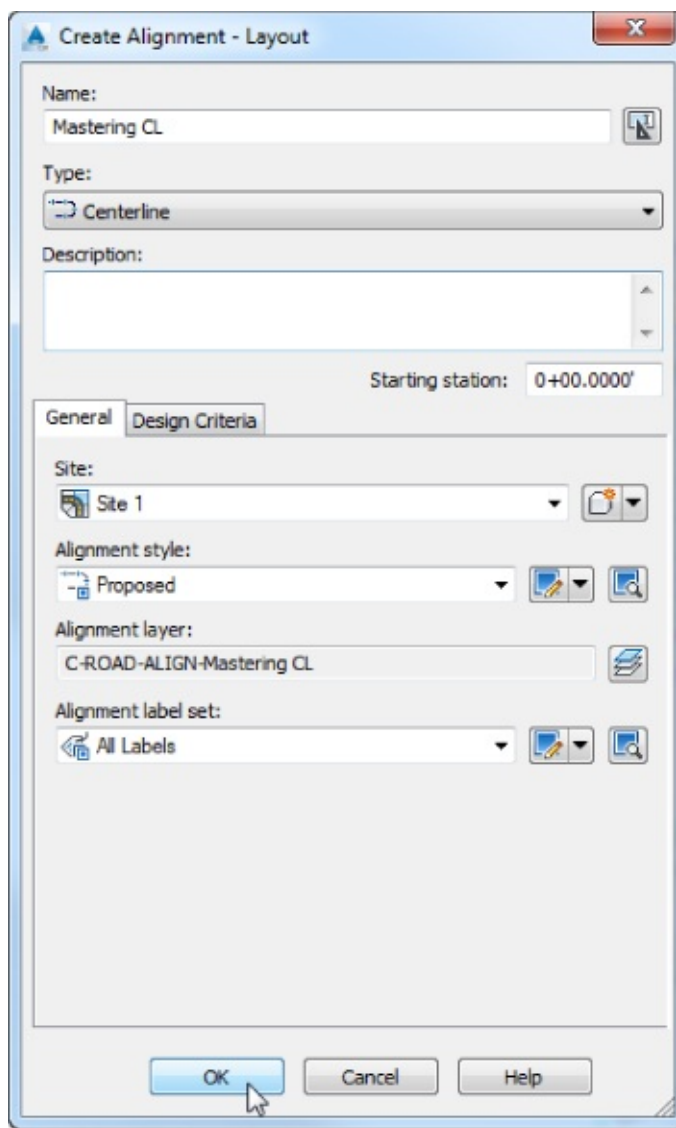 Create Alignment - Layout
Name:
Mastering CL
Type:
Centerline
Description:
Starting station: 0+00.0000'
General Design Criteria
Site:
Site 1
Alignment style:
Proposed
Alignment layer:
C-ROAD-ALIGN-Mastering CL
Alignment label set:
All Labels
OK Cancel Help